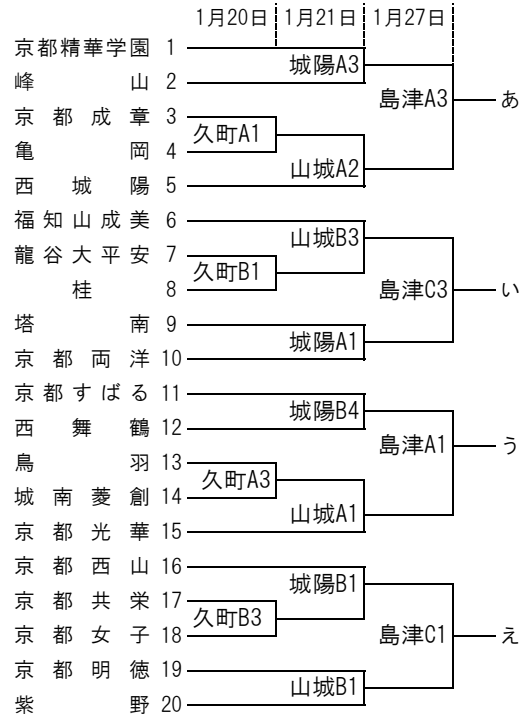 1月20日 1月21日 1月27日
京都精華学園 1
城陽A3
峰山 2
島津A3 あ
京都成章 3
久町A1
亀岡 4
山城A2
西城陽 5
福知山成美 6
山城B3
龍谷大平安 7
久町B1
桂 8
島津C3 い
塔南 9
城陽A1
京都両洋 10
京都すばる 11
城陽B4
西舞鶴 12
島津A1 う
鳥羽 13
久町A3
城南菱創 14
山城A1
京都光華 15
京都西山 16
城陽B1
京都共栄 17
久町B3
京都女子 18
島津C1 え
京都明徳 19
山城B1
紫野 20